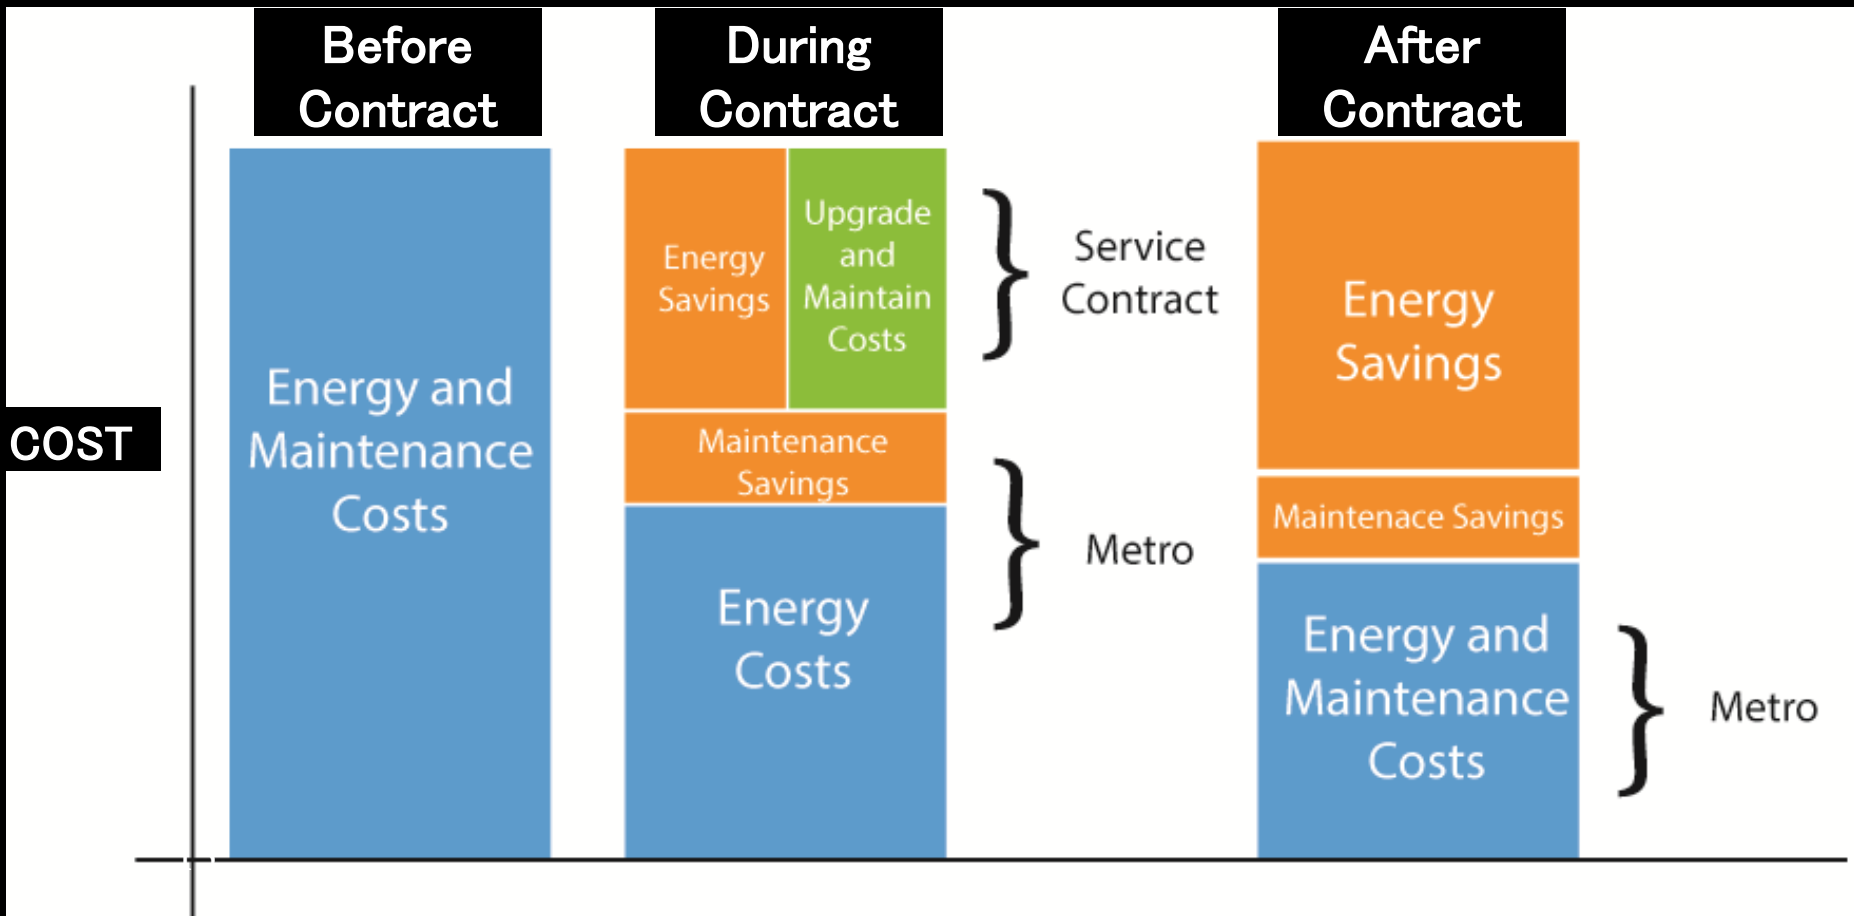 Before
Contract
During
Contract
After
Contract
COST
Energy and
Maintenance
Costs
Energy
Savings
Upgrade
and
Maintain
Costs
Maintenance
Savings
Energy
Costs
Service
Contract
Metro
Energy
Savings
Maintenace Savings
Energy and
Maintenance
Costs
Metro